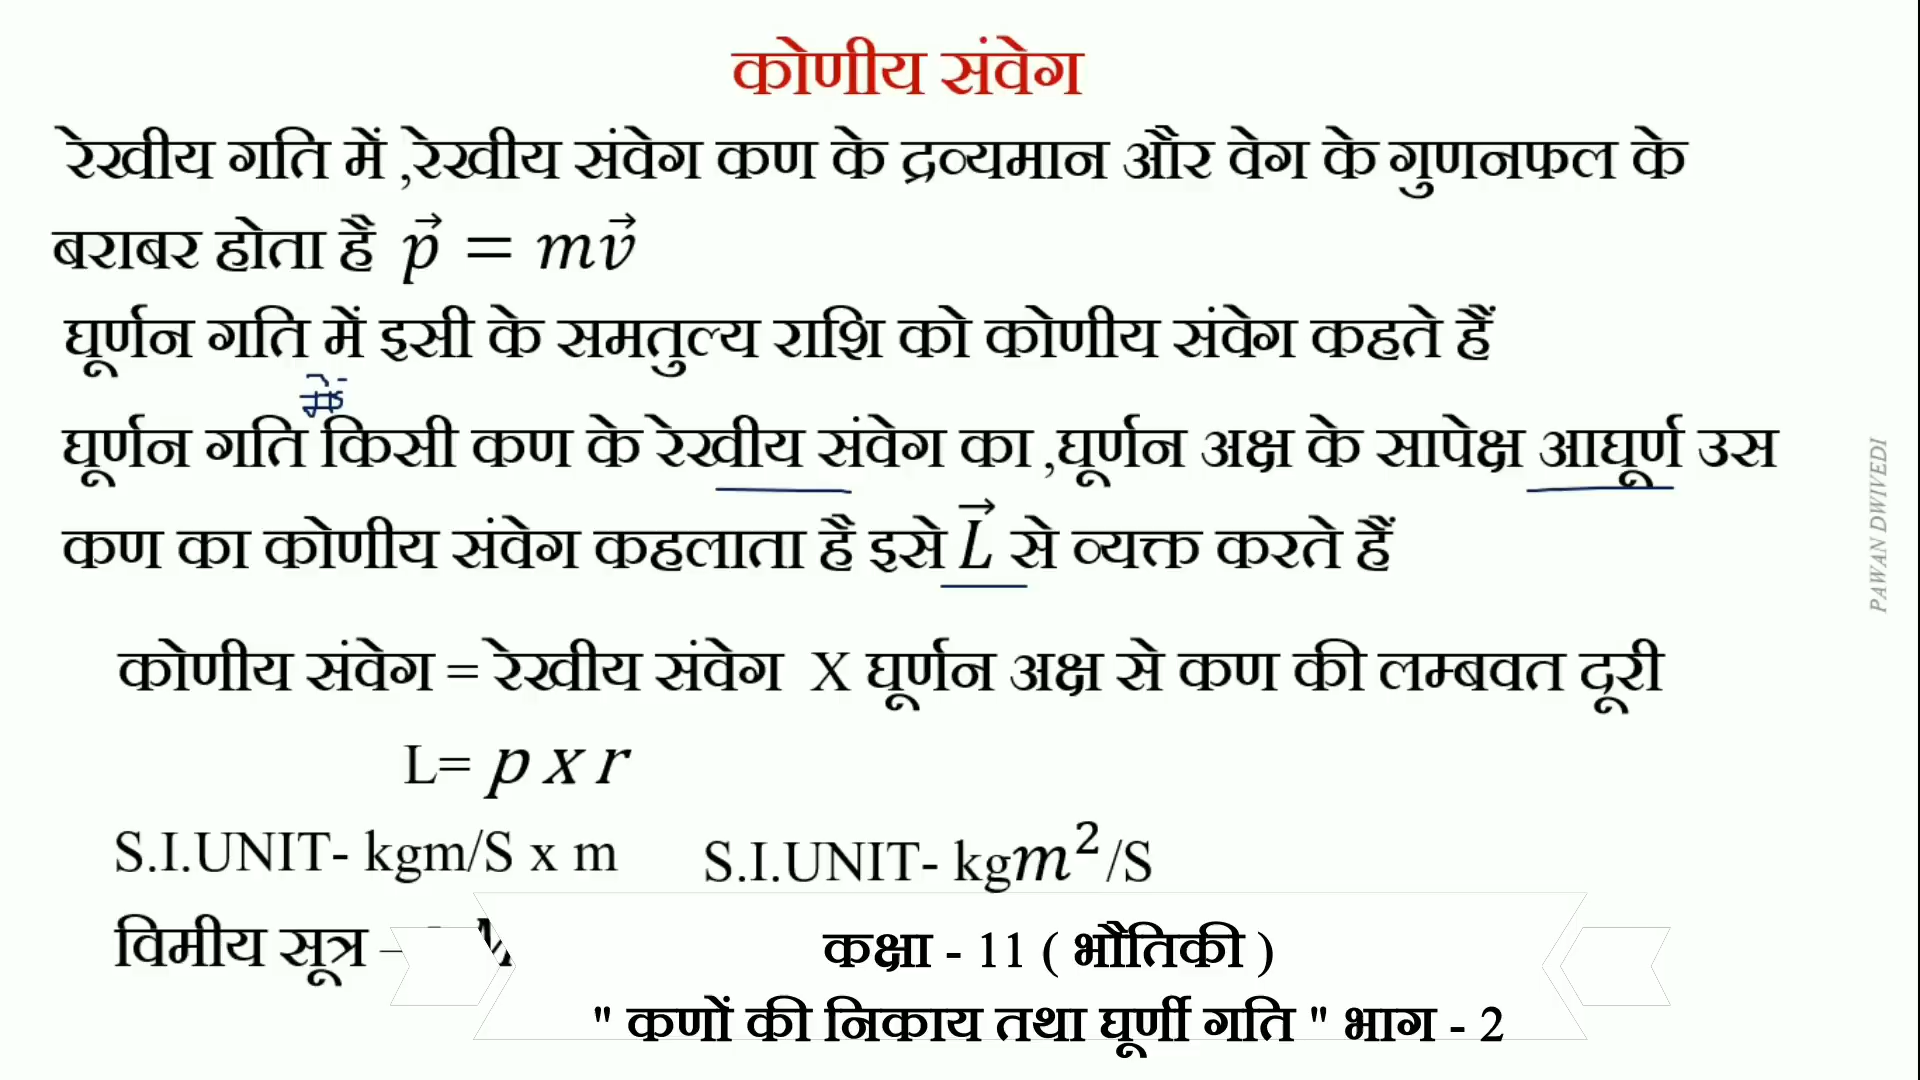 कोणीय संवेग
रेखीय गति में ,रेखीय संवेग कण के द्रव्यमान और वेग के गुणनफल के
बराबर होता है p⃗ = mv⃗
घूर्णन गति में इसी के समतुल्य राशि को कोणीय संवेग कहते हैं
में
घूर्णन गति किसी कण के रेखीय संवेग का ,घूर्णन अक्ष के सापेक्ष आघूर्ण उस
कण का कोणीय संवेग कहलाता है इसे L⃗ से व्यक्त करते हैं
कोणीय संवेग = रेखीय संवेग X घूर्णन अक्ष से कण की लम्बवत दूरी
L= p x r
S.I.UNIT- kgm/S x m S.I.UNIT- kgm²/S
विमीय सूत्र –
कक्षा - 11 ( भौतिकी )
" कणों की निकाय तथा घूर्णी गति " भाग - 2
PAWAN DWIVEDI